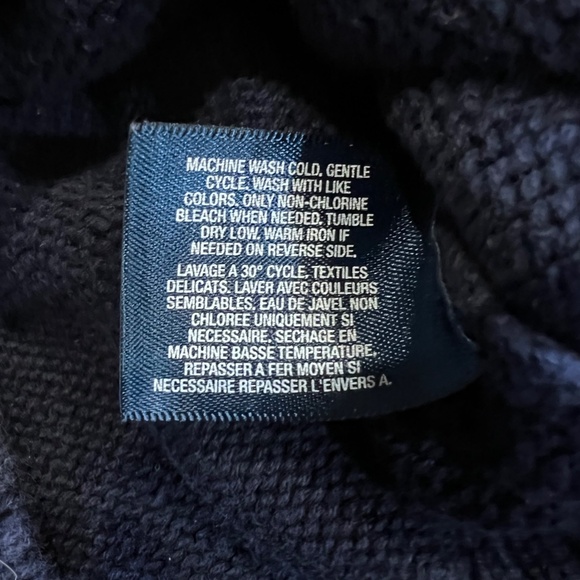 MACHINE WASH COLD, GENTLE
CYCLE. WASH WITH LIKE
COLORS. ONLY NON-CHLORINE
BLEACH WHEN NEEDED. TUMBLE
DRY LOW. WARM IRON IF
NEEDED ON REVERSE SIDE.
LAVAGE A 30° CYCLE. TEXTILES
DELICATS. LAVER AVEC COULEURS
SEMBLABLES, EAU DE JAVEL NON
CHLOREE UNIQUEMENT SI
NECESSAIRE. SECHAGE EN
MACHINE BASSE TEMPERATURE.
REPASSER A FER MOYEN SI
NECESSAIRE REPASSER L'ENVERS A.